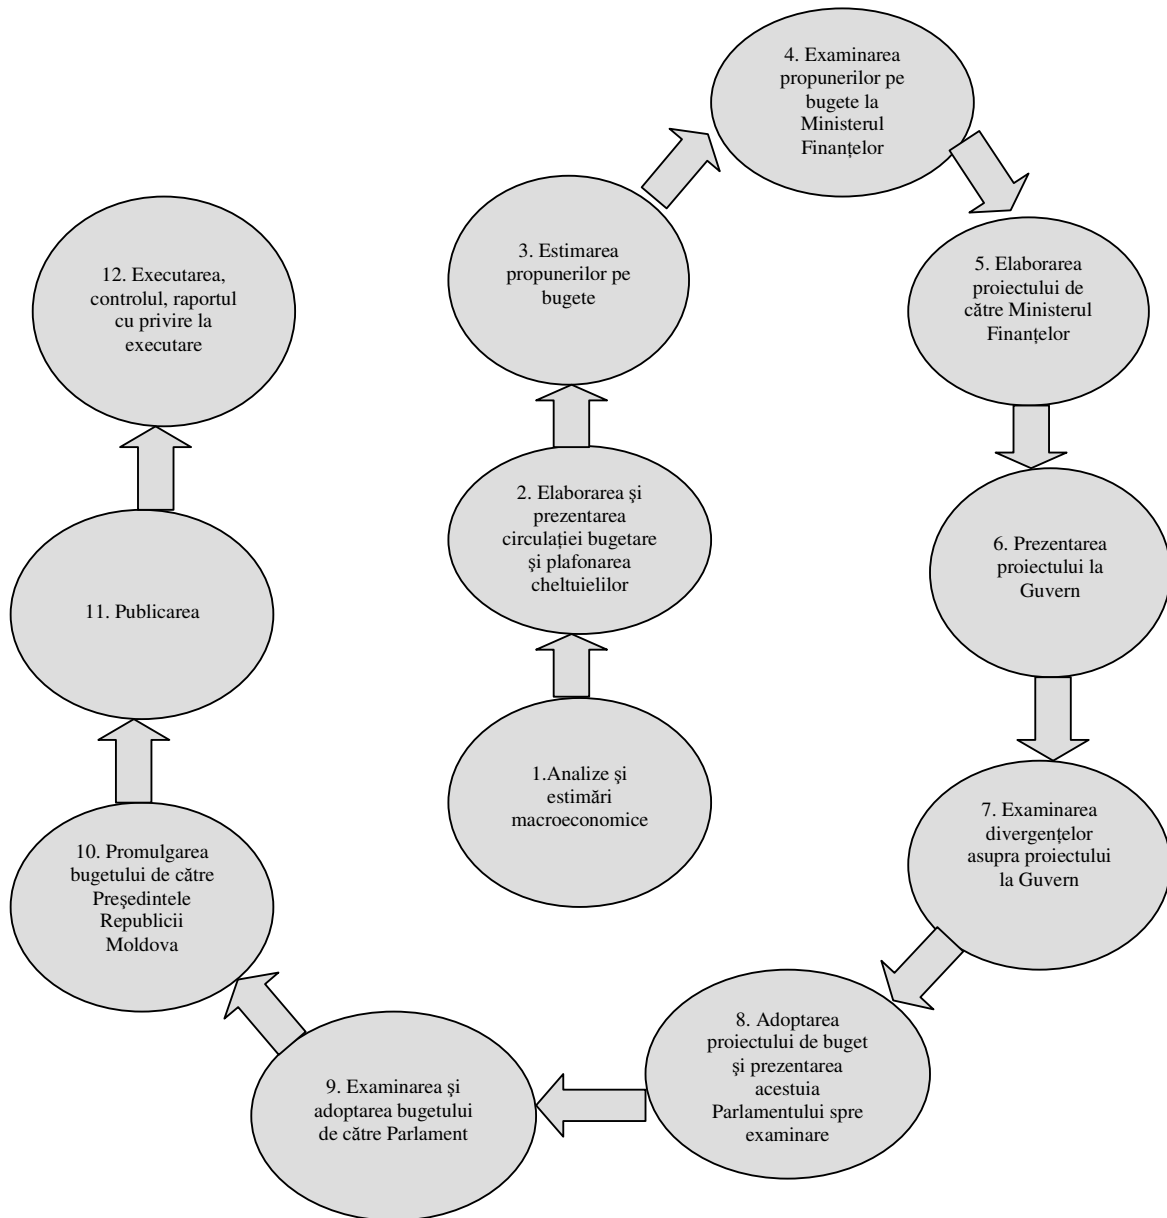 1.Analize şi
estimări
macroeconomice
2. Elaborarea şi
prezentarea
circulației bugetare
şi plafonarea
cheltuielilor
3. Estimarea
propunerilor pe
bugete
4. Examinarea
propunerilor pe
bugete la
Ministerul
Finanțelor
5. Elaborarea
proiectului de
către Ministerul
Finanțelor
6. Prezentarea
proiectului la
Guvern
7. Examinarea
divergențelor
asupra proiectului
la Guvern
8. Adoptarea
proiectului de buget
şi prezentarea
acestuia
Parlamentului spre
examinare
9. Examinarea şi
adoptarea bugetului
de către Parlament
10. Promulgarea
bugetului de către
Preşedintele
Republicii
Moldova
11. Publicarea
12. Executarea,
controlul, raportul
cu privire la
executare